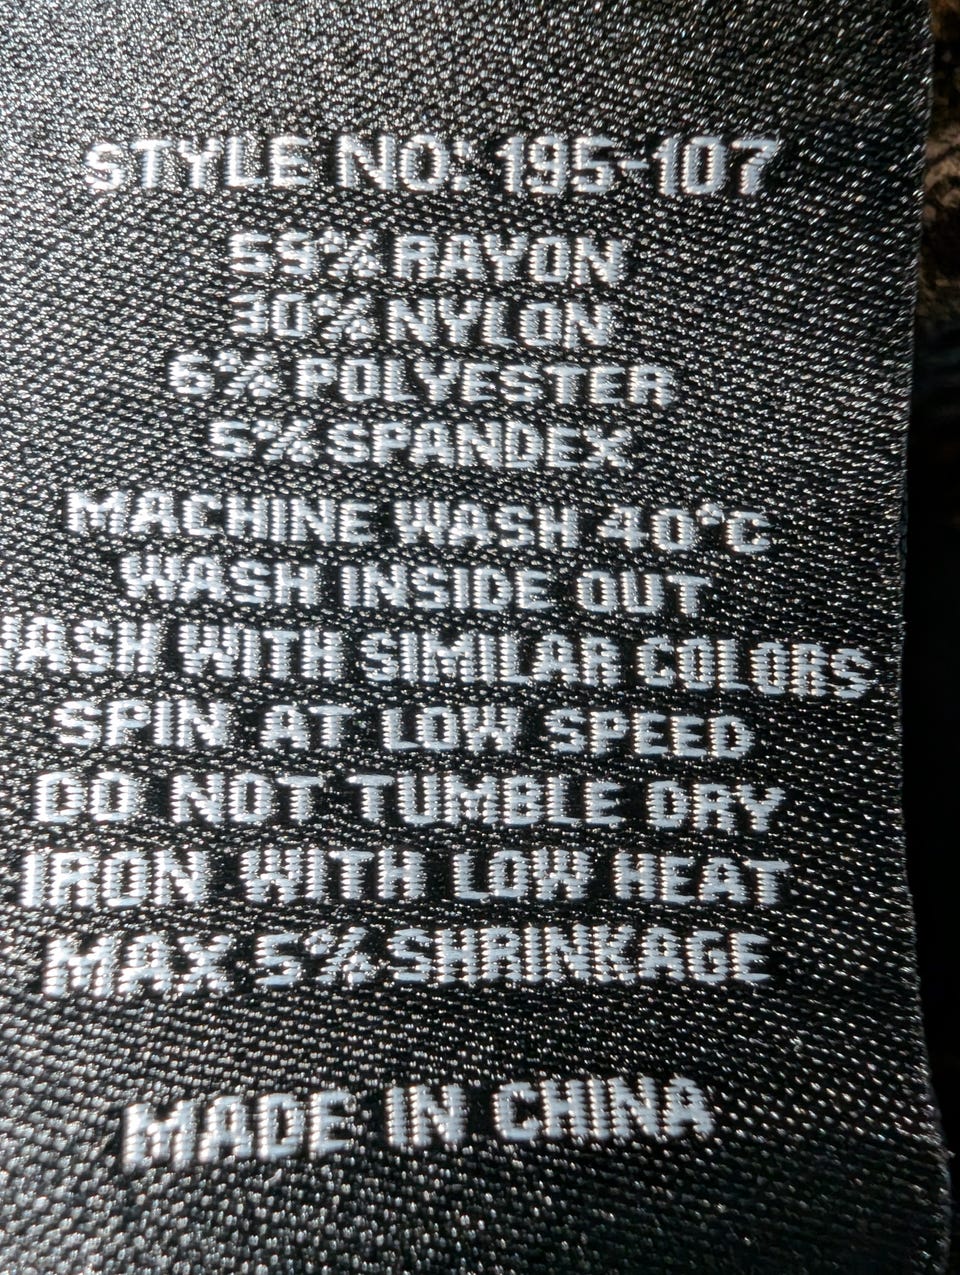 STYLE NO: 195-107
59% RAYON
30% NYLON
6% POLYESTER
5% SPANDEX
MACHINE WASH 40°C
WASH INSIDE OUT
WASH WITH SIMILAR COLORS
SPIN AT LOW SPEED
DO NOT TUMBLE DRY
IRON WITH LOW HEAT
MAX 5% SHRINKAGE
MADE IN CHINA